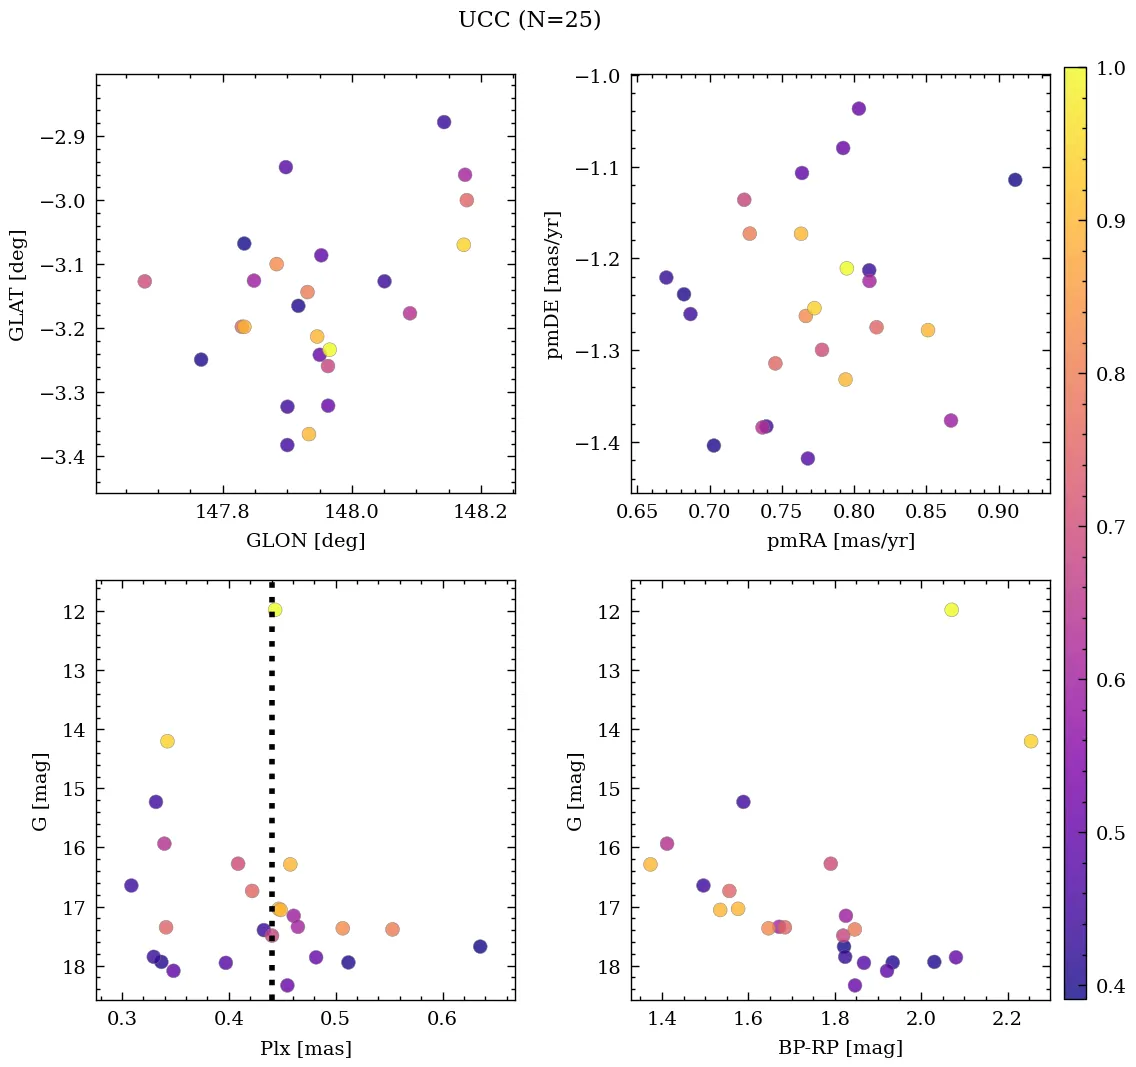 UCC (N=25)
−2.9
−3.0
−3.1
−3.2
−3.3
−3.4
GLAT [deg]
147.8 148.0 148.2
GLON [deg]
−1.0
−1.1
−1.2
−1.3
−1.4
pmDE [mas/yr]
0.65 0.70 0.75 0.80 0.85 0.90
pmRA [mas/yr]
12
13
14
15
16
17
18
G [mag]
0.3 0.4 0.5 0.6
Plx [mas]
12
13
14
15
16
17
18
G [mag]
1.4 1.6 1.8 2.0 2.2
BP-RP [mag]
1.0
0.9
0.8
0.7
0.6
0.5
0.4